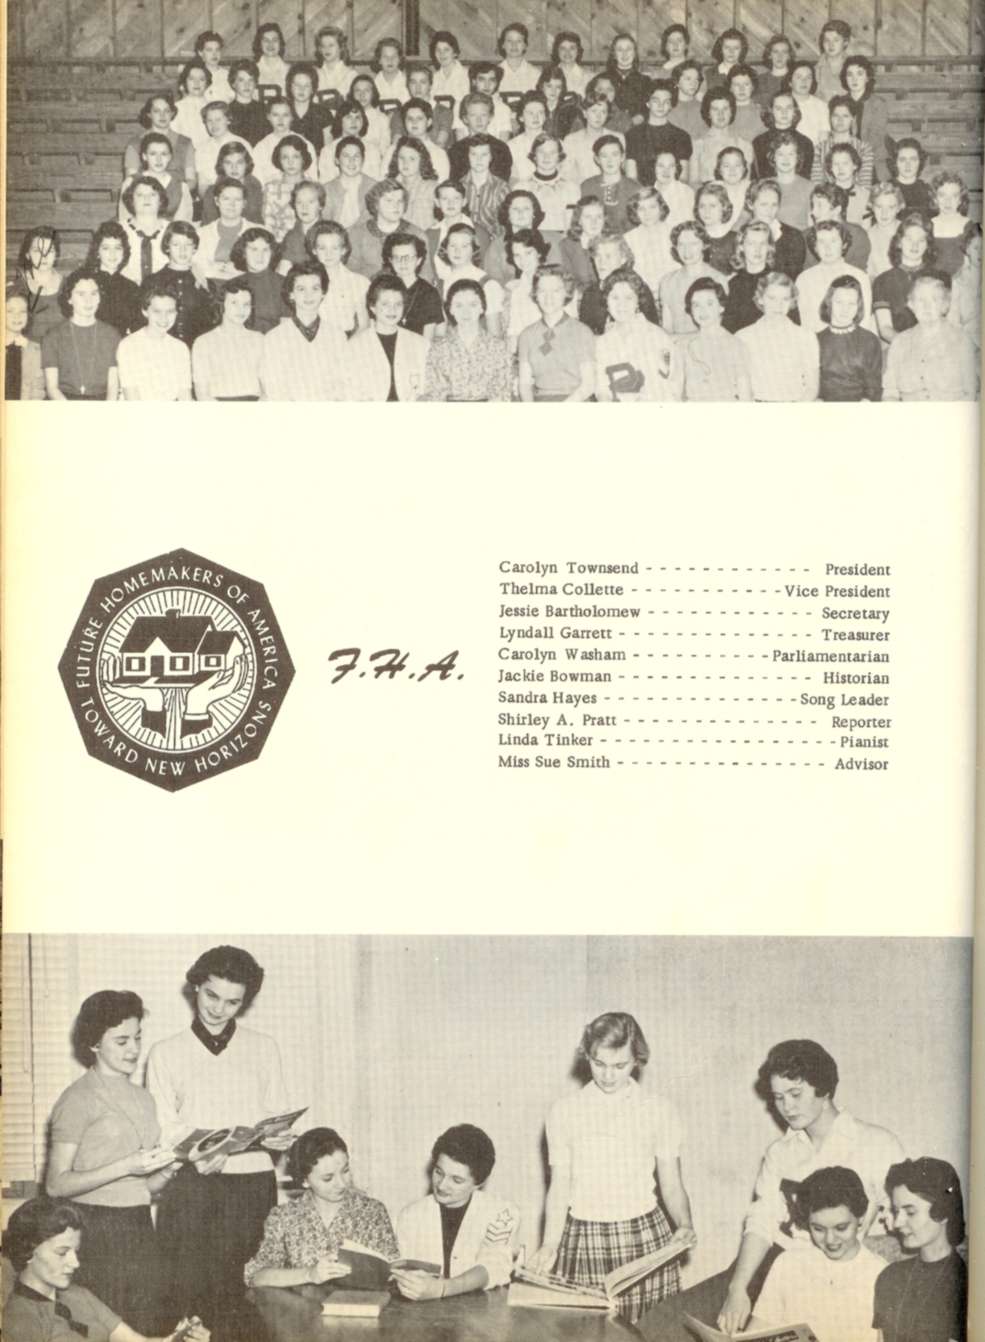 FUTURE HOMEMAKERS OF AMERICA
TOWARD NEW HORIZONS
F.H.A.
Carolyn Townsend - - - - - - - - - - - - President
Thelma Collette - - - - - - - - - - - Vice President
Jessie Bartholomew - - - - - - - - - - - - Secretary
Lyndall Garrett - - - - - - - - - - - - - - Treasurer
Carolyn Washam - - - - - - - - - - Parliamentarian
Jackie Bowman - - - - - - - - - - - - - - Historian
Sandra Hayes - - - - - - - - - - - - - - Song Leader
Shirley A. Pratt - - - - - - - - - - - - - - Reporter
Linda Tinker - - - - - - - - - - - - - - - - - Pianist
Miss Sue Smith - - - - - - - - - - - - - - - Advisor